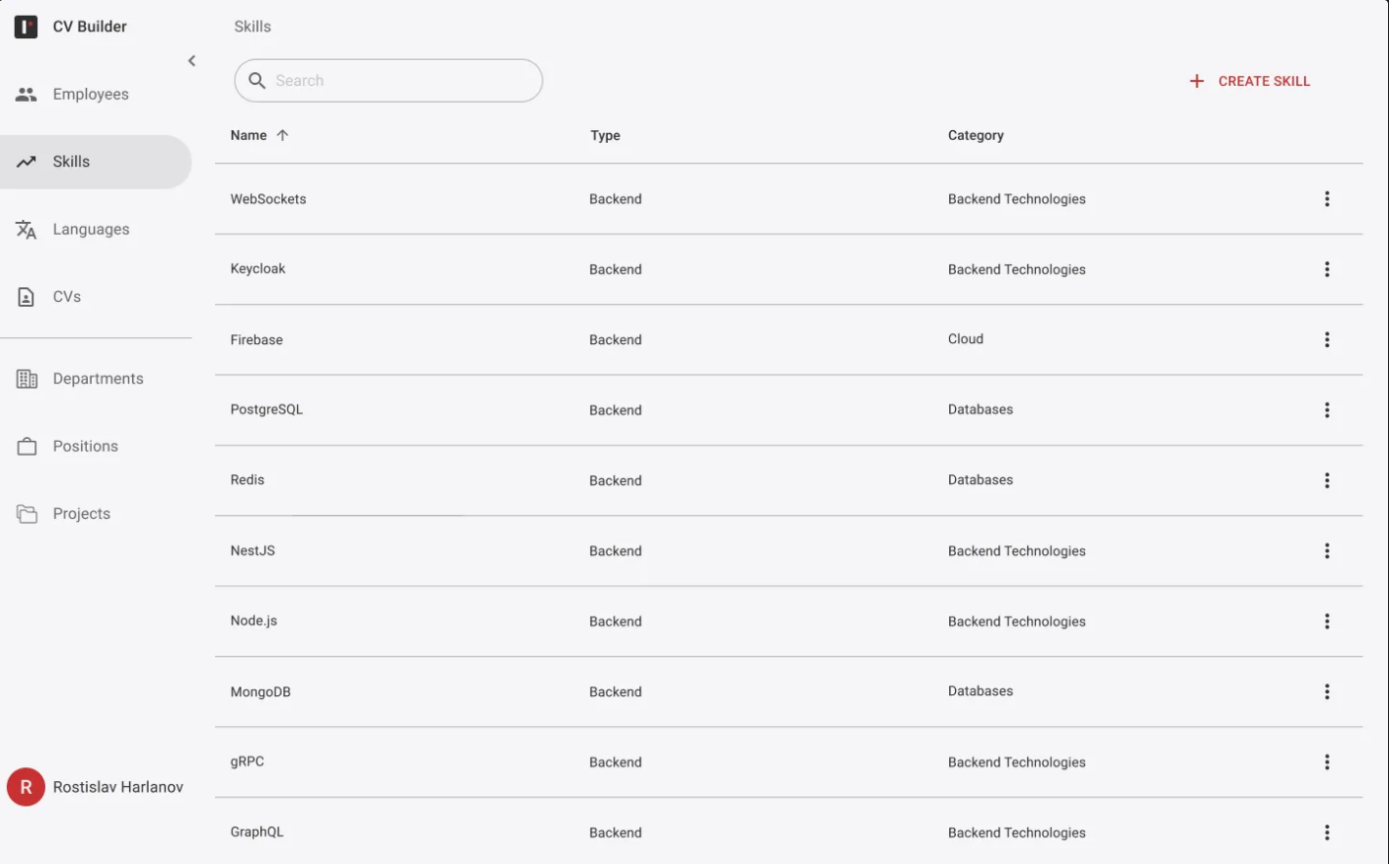 CV Builder
Employees
Skills
Languages
CVs
Departments
Positions
Projects
R Rostislav Harlanov
Skills
Search
CREATE SKILL
Name Type Category
WebSockets Backend Backend Technologies
Keycloak Backend Backend Technologies
Firebase Backend Cloud
PostgreSQL Backend Databases
Redis Backend Databases
NestJS Backend Backend Technologies
Node.js Backend Backend Technologies
MongoDB Backend Databases
gRPC Backend Backend Technologies
GraphQL Backend Backend Technologies